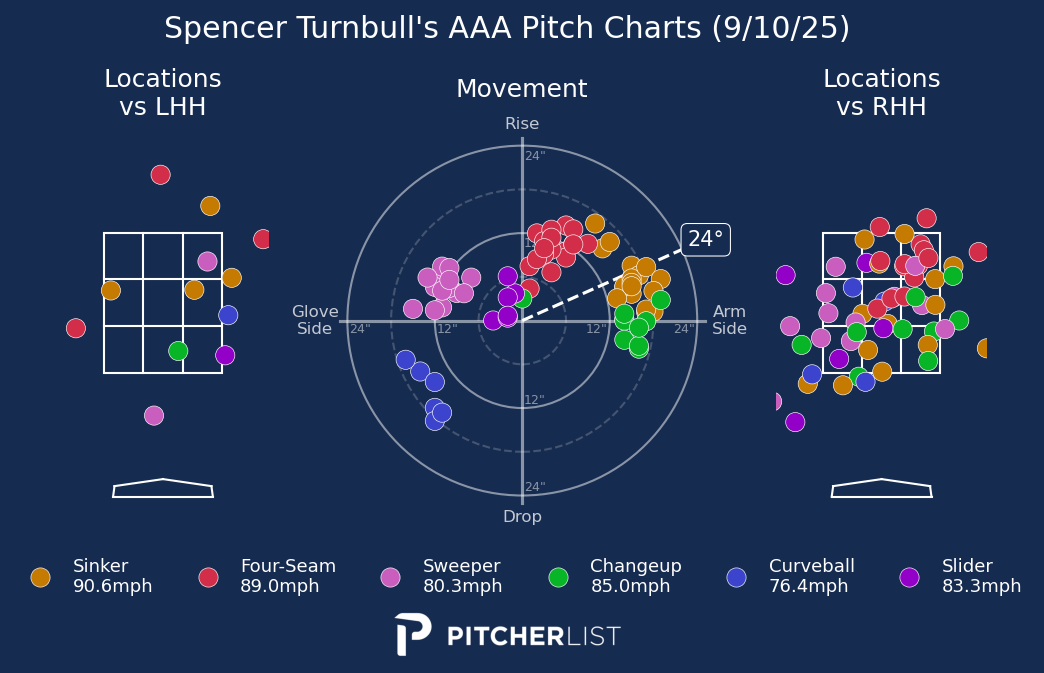 Spencer Turnbull's AAA Pitch Charts (9/10/25)
Locations
vs LHH
Movement
Locations
vs RHH
Rise
24"
24°
Glove
Side
24"
12"
12"
24"
Arm
Side
12"
24"
Drop
Sinker
90.6mph
Four-Seam
89.0mph
Sweeper
80.3mph
Changeup
85.0mph
Curveball
76.4mph
Slider
83.3mph
PITCHERLIST